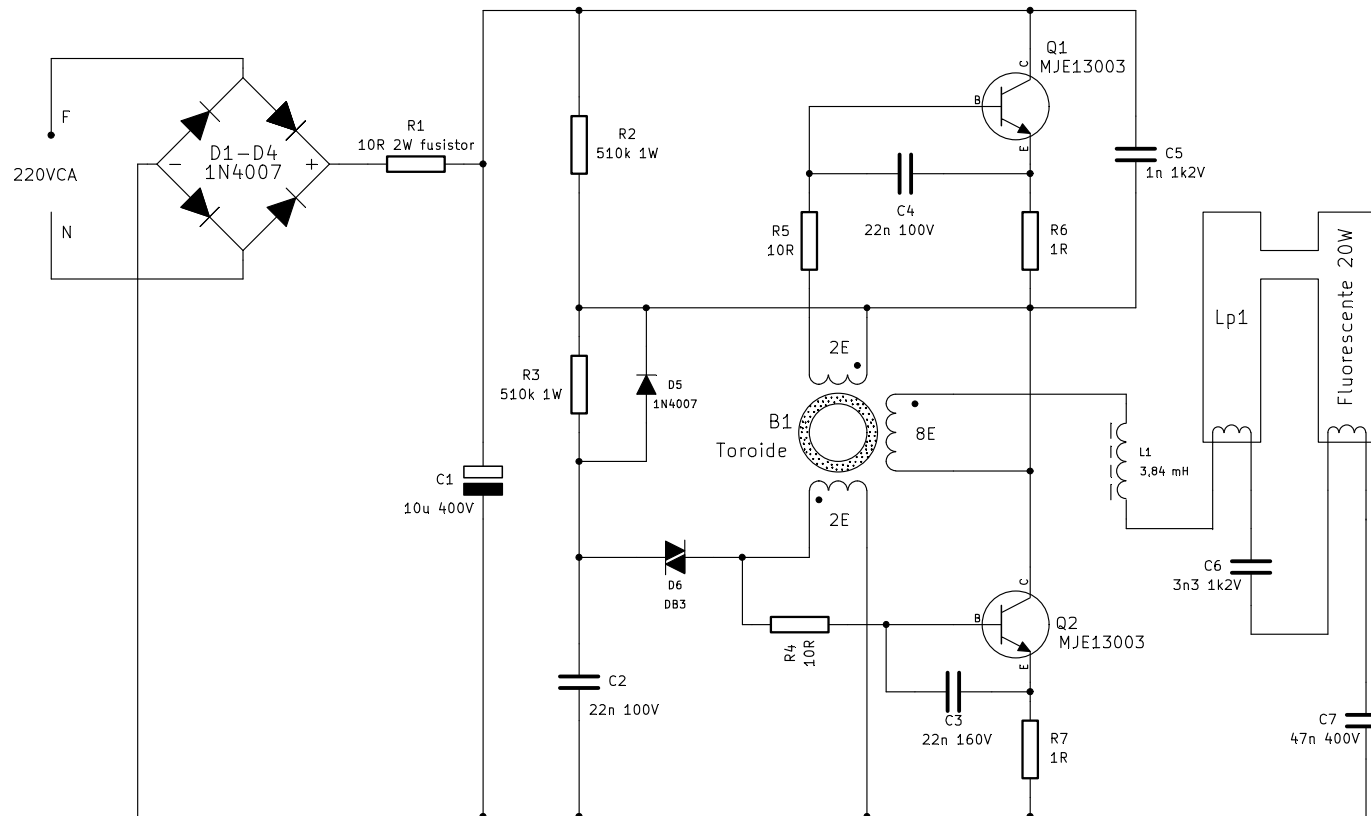 F
220VCA
N
D1-D4
1N4007
-
+
R1
10R 2W fusistor
R2
510k 1W
R3
510k 1W
C1
10u 400V
D5
1N4007
D6
DB3
C2
22n 100V
R4
10R
R5
10R
C4
22n 100V
Q1
MJE13003
C
B
E
R6
1R
C5
1n 1k2V
2E
B1
Toroide
8E
2E
L1
3,84 mH
Q2
MJE13003
C
B
E
C3
22n 160V
R7
1R
Lp1
Fluorescente 20W
C6
3n3 1k2V
C7
47n 400V